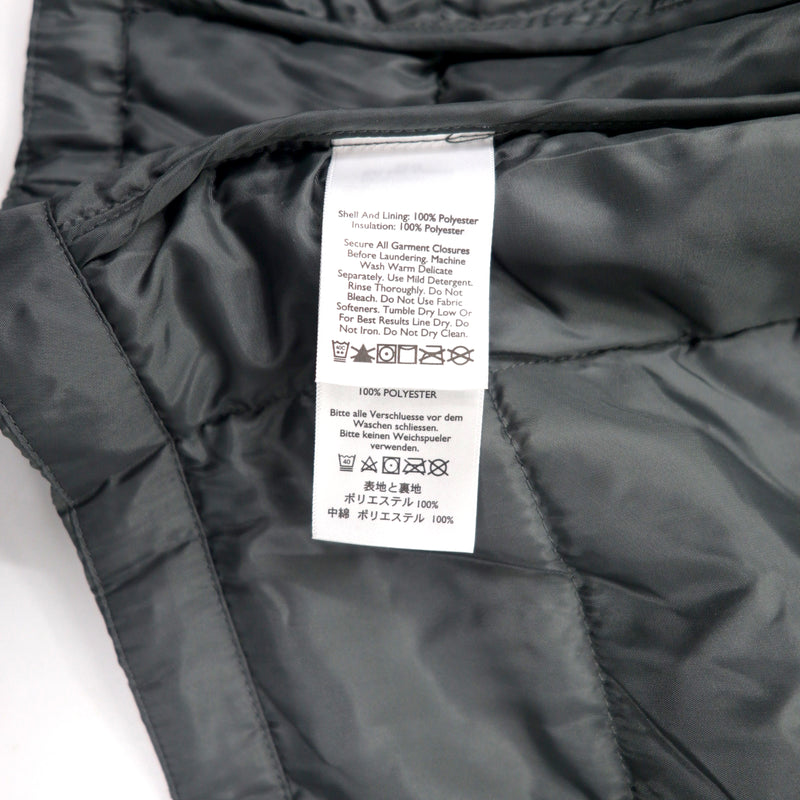 Shell And Lining: 100% Polyester
Insulation: 100% Polyester
Secure All Garment Closures
Before Laundering. Machine
Wash Warm Delicate
Separately. Use Mild Detergent.
Rinse Thoroughly. Do Not
Bleach. Do Not Use Fabric
Softeners. Tumble Dry Low Or
For Best Results Line Dry. Do
Not Iron. Do Not Dry Clean.
40C
100% POLYESTER
Bitte alle Verschluesse vor dem
Waschen schliessen.
Bitte keinen Weichspueler
verwenden.
40
表地と裏地
ポリエステル 100%
中綿 ポリエステル 100%